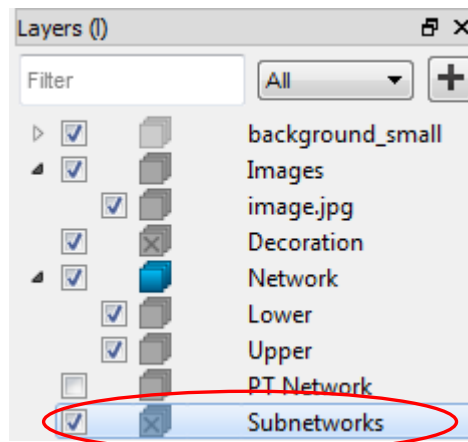 Layers (l)
Filter All
background_small
Images
image.jpg
Decoration
Network
Lower
Upper
PT Network
Subnetworks